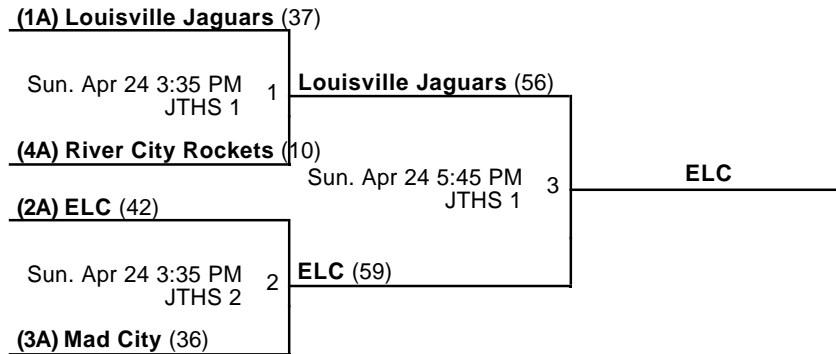 (1A) Louisville Jaguars (37)
Sun. Apr 24 3:35 PM
JTHS 1
1
Louisville Jaguars (56)
(4A) River City Rockets (10)
Sun. Apr 24 5:45 PM
JTHS 1
3
ELC
(2A) ELC (42)
Sun. Apr 24 3:35 PM
JTHS 2
2
ELC (59)
(3A) Mad City (36)